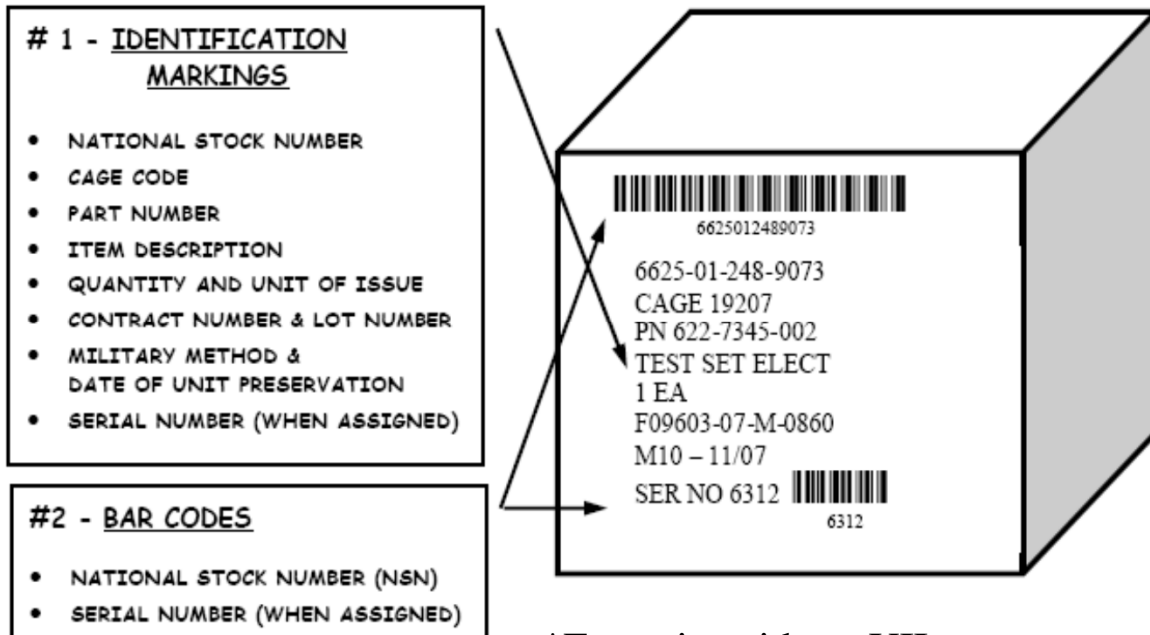 # 1 - IDENTIFICATION
MARKINGS
• NATIONAL STOCK NUMBER
• CAGE CODE
• PART NUMBER
• ITEM DESCRIPTION
• QUANTITY AND UNIT OF ISSUE
• CONTRACT NUMBER & LOT NUMBER
• MILITARY METHOD &
DATE OF UNIT PRESERVATION
• SERIAL NUMBER (WHEN ASSIGNED)
#2 - BAR CODES
• NATIONAL STOCK NUMBER (NSN)
• SERIAL NUMBER (WHEN ASSIGNED)
6625012489073
6625-01-248-9073
CAGE 19207
PN 622-7345-002
TEST SET ELECT
1 EA
F09603-07-M-0860
M10 – 11/07
SER NO 6312
6312